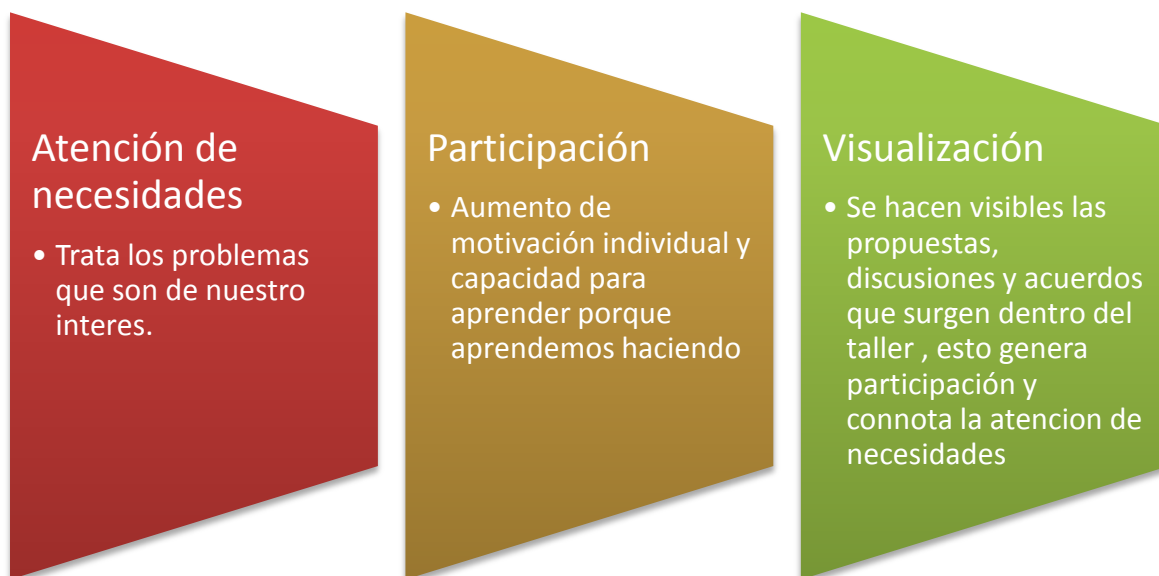 Atención de
necesidades
• Trata los problemas
que son de nuestro
interes.
Participación
• Aumento de
motivación individual y
capacidad para
aprender porque
aprendemos haciendo
Visualización
• Se hacen visibles las
propuestas,
discusiones y acuerdos
que surgen dentro del
taller , esto genera
participación y
connota la atencion de
necesidades